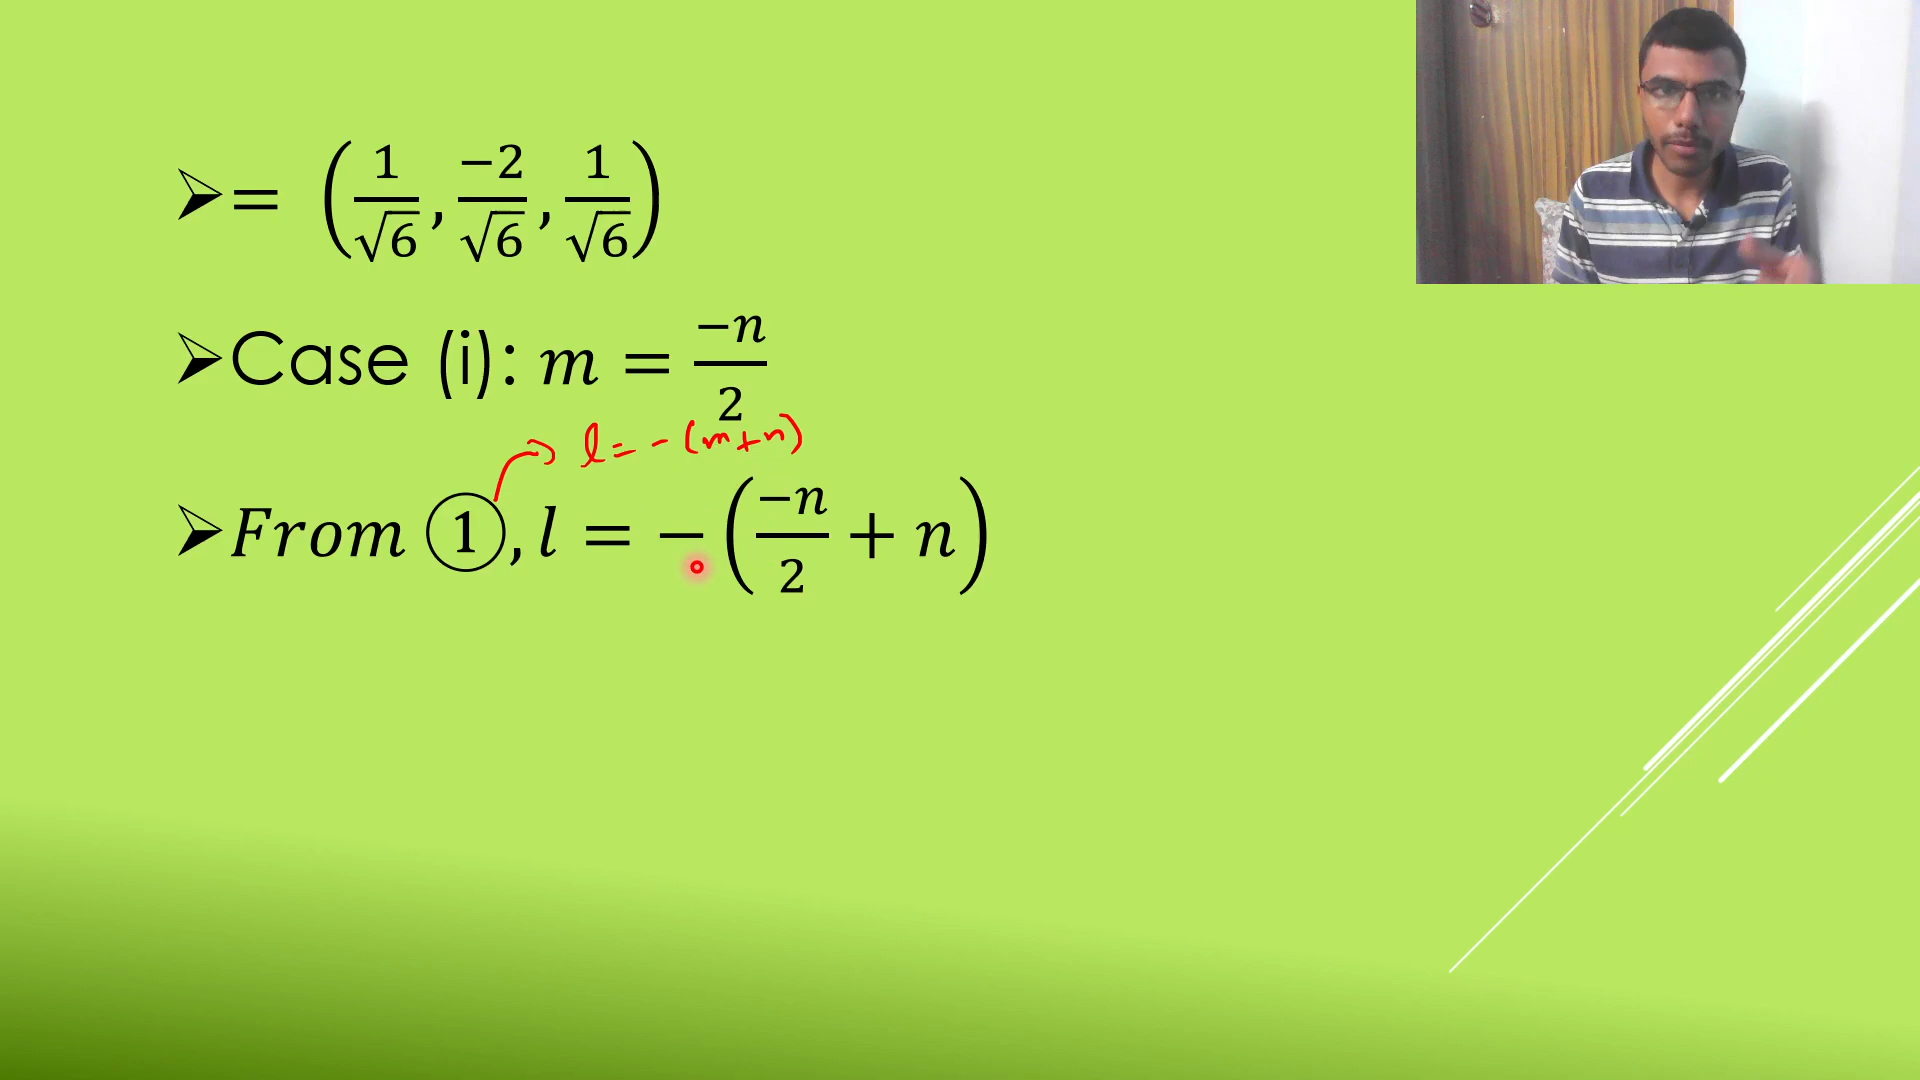 = (1/√6, −2/√6, 1/√6)
Case (i): m = −n/2
l = - (m+n)
From ①, l = −(−n/2 + n)